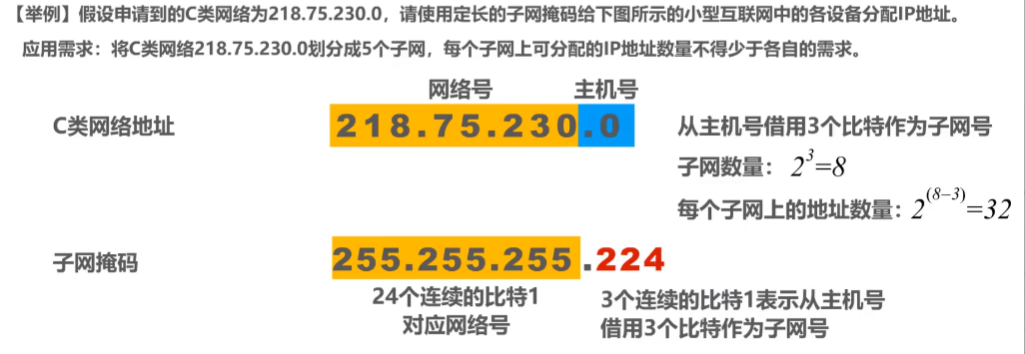 【举例】假设申请到的C类网络为218.75.230.0，请使用定长的子网掩码给下图所示的小型互联网中的各设备分配IP地址。
应用需求：将C类网络218.75.230.0划分成5个子网，每个子网上可分配的IP地址数量不得少于各自的需求。
网络号 主机号
C类网络地址 218.75.230.0 从主机号借用3个比特作为子网号
子网数量：2^3=8
每个子网上的地址数量：2^(8-3)=32
子网掩码 255.255.255.224
24个连续的比特1 3个连续的比特1表示从主机号
对应网络号 借用3个比特作为子网号